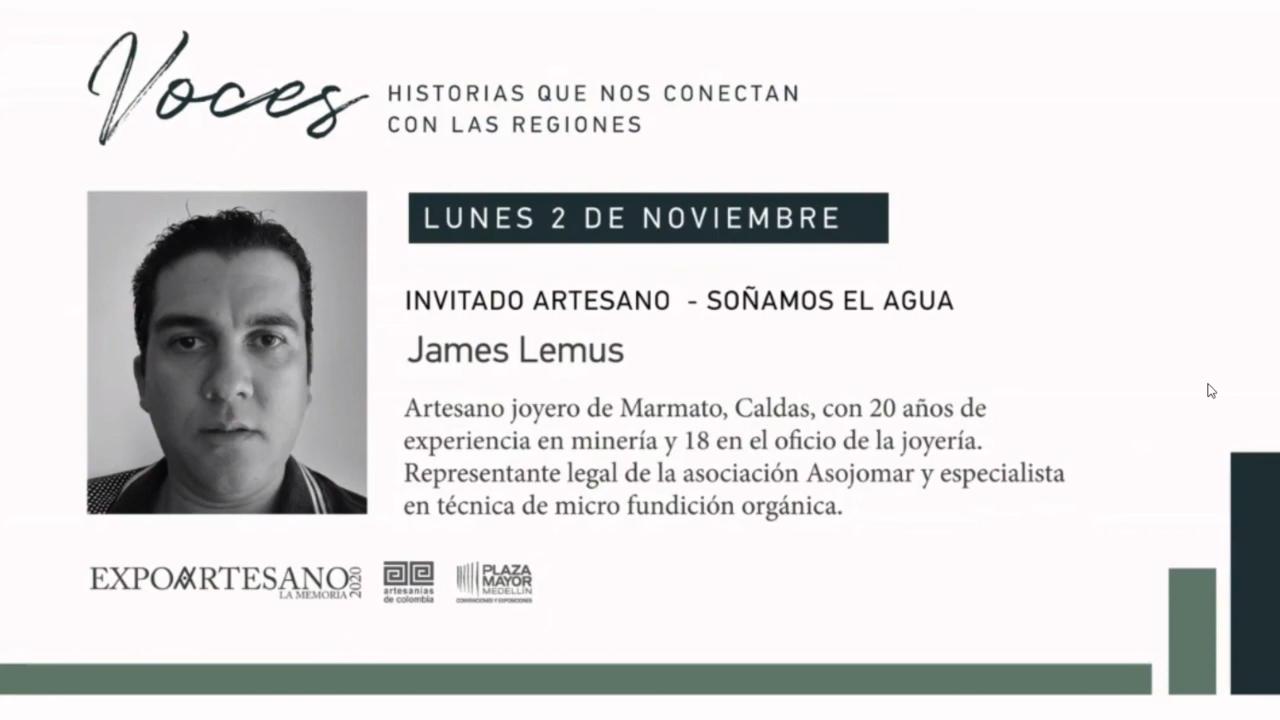 Voces
HISTORIAS QUE NOS CONECTAN
CON LAS REGIONES
LUNES 2 DE NOVIEMBRE
INVITADO ARTESANO - SOÑAMOS EL AGUA
James Lemus
Artesano joyero de Marmato, Caldas, con 20 años de
experiencia en minería y 18 en el oficio de la joyería.
Representante legal de la asociación Asojomar y especialista
en técnica de micro fundición orgánica.
EXPOARTESANO
LA MEMORIA
2020
artesanías
de colombia
PLAZA
MAYOR
MEDELLÍN
CONVENCIONES Y EXPOSICIONES